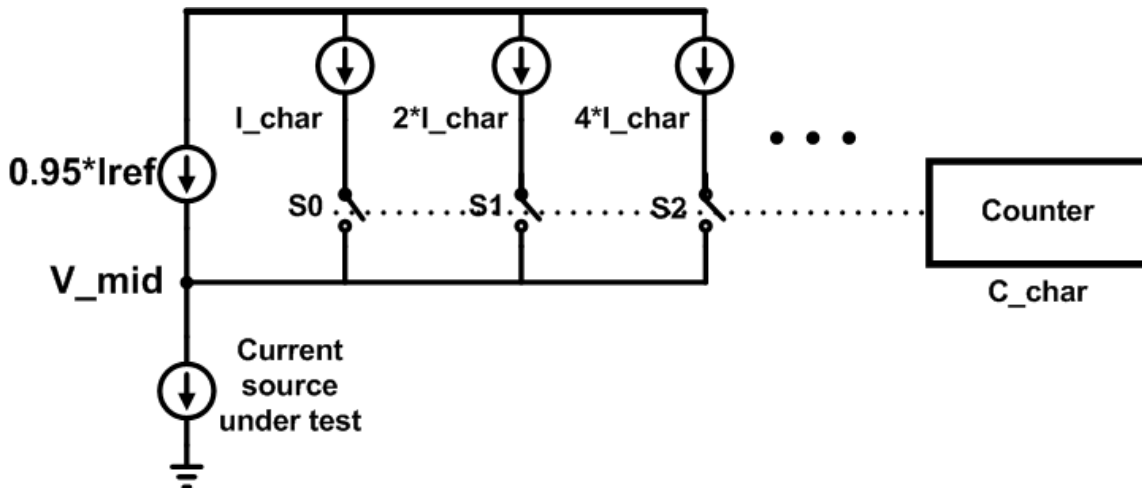 I_char
2*I_char
4*I_char
0.95*Iref
S0
S1
S2
Counter
V_mid
C_char
Current
source
under test